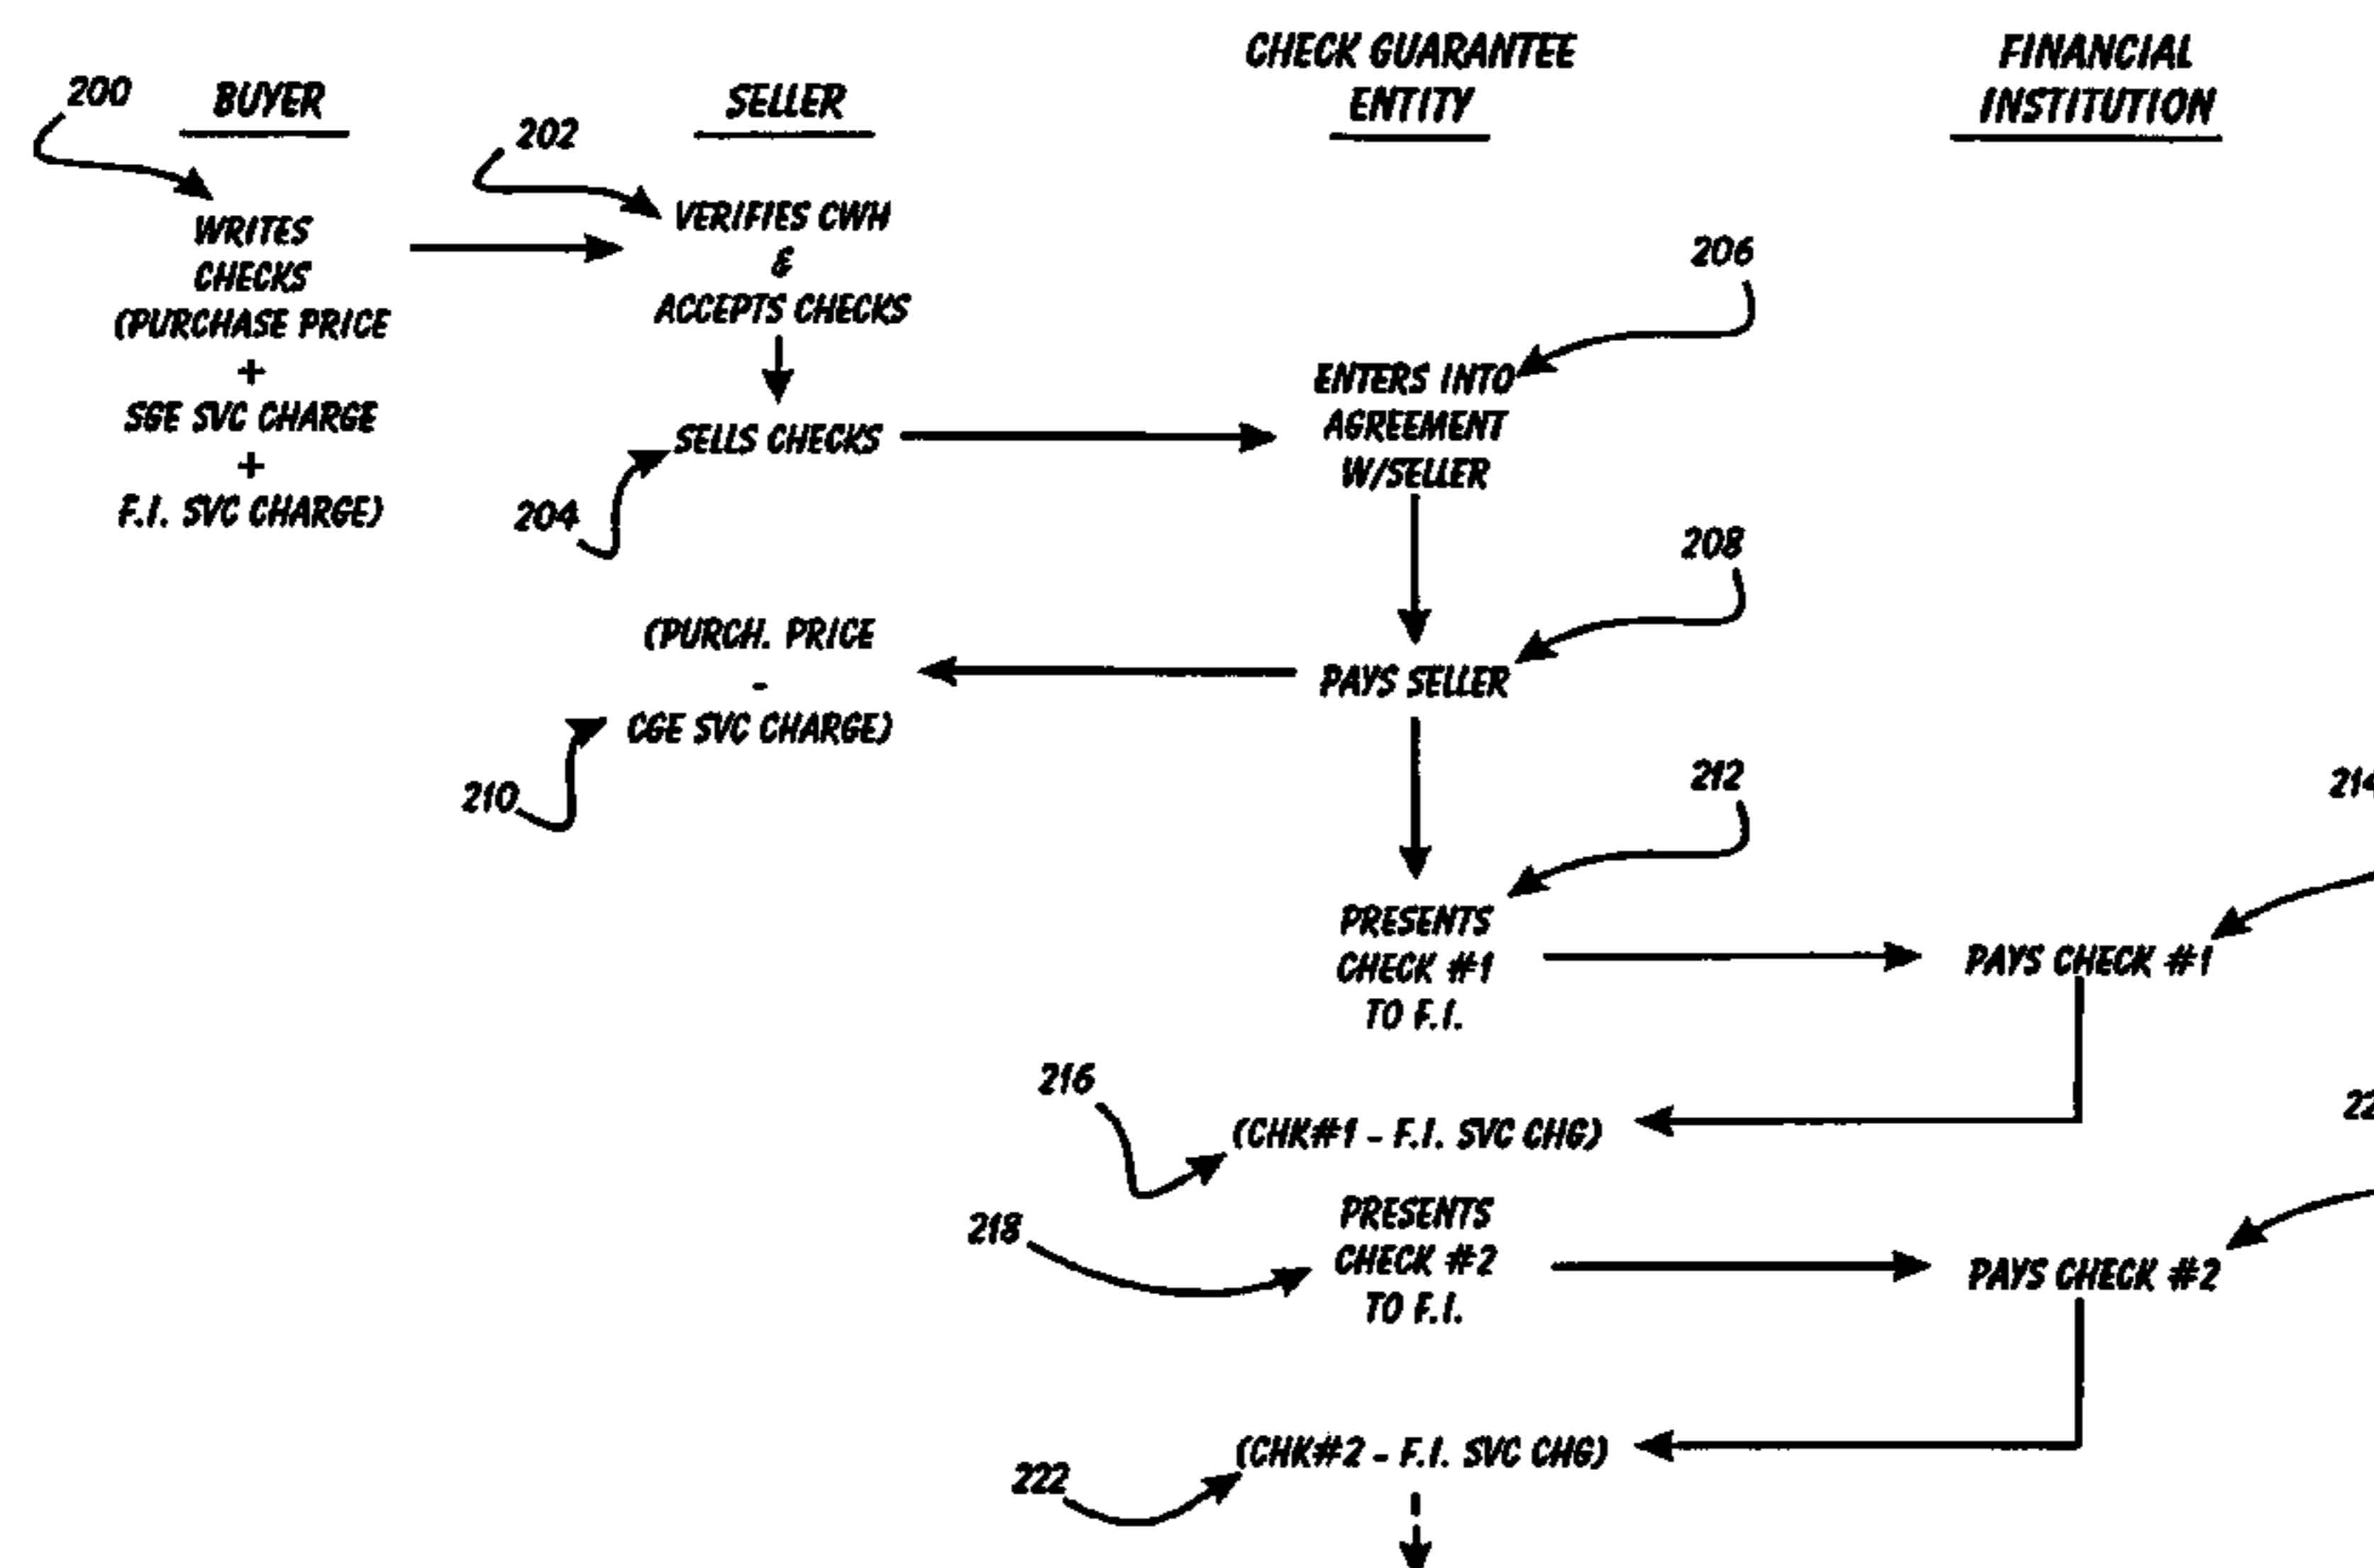 CHECK GUARANTEE
ENTITY
FINANCIAL
INSTITUTION
200
BUYER
SELLER
202
WRITES
CHECKS
(PURCHASE PRICE
+
SGE SVC CHARGE
+
F.I. SVC CHARGE)
VERIFIES CWH
&
ACCEPTS CHECKS
SELLS CHECKS
204
206
ENTERS INTO
AGREEMENT
W/SELLER
208
PAYS SELLER
(PURCH. PRICE
-
CGE SVC CHARGE)
210
212
214
PRESENTS
CHECK #1
TO F.I.
PAYS CHECK #1
216
(CHK#1 - F.I. SVC CHG)
22
218
PRESENTS
CHECK #2
TO F.I.
PAYS CHECK #2
(CHK#2 - F.I. SVC CHG)
222